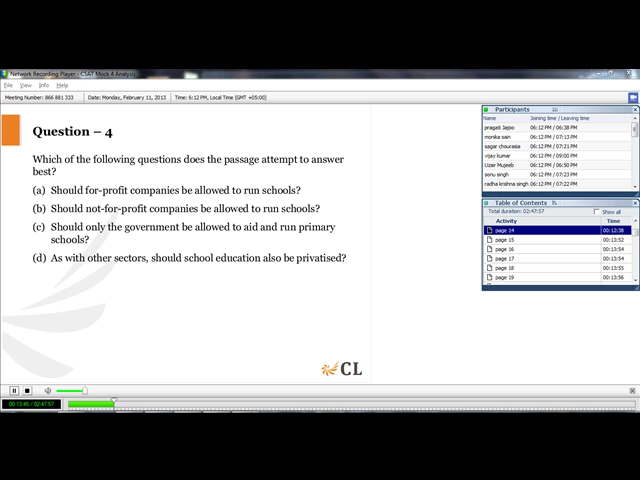 Network Recording Player - CSAT Mock 4 Analysis
File View Info Help
Meeting Number: 866 881 333 Date: Monday, February 11, 2013 Time: 6:12 PM, Local Time (GMT +05:00)
Question – 4
Which of the following questions does the passage attempt to answer
best?
(a) Should for-profit companies be allowed to run schools?
(b) Should not-for-profit companies be allowed to run schools?
(c) Should only the government be allowed to aid and run primary
schools?
(d) As with other sectors, should school education also be privatised?
CL
Participants
Name Joining time / Leaving time
pragati Jajoo 06:12 PM / 06:38 PM
monika sain 06:12 PM / 07:13 PM
sagar chourasia 06:12 PM / 07:21 PM
vijay kumar 06:12 PM / 09:00 PM
Uzair Mujeeb 06:12 PM / 06:50 PM
sonu singh 06:12 PM / 07:23 PM
radha krishna singh 06:12 PM / 07:22 PM
Table of Contents
Total duration: 02:47:57 Show all
Activity Time
page 14 00:12:38
page 15 00:13:52
page 16 00:13:54
page 17 00:13:54
page 18 00:13:55
page 19 00:13:56
00:13:45 / 02:47:57